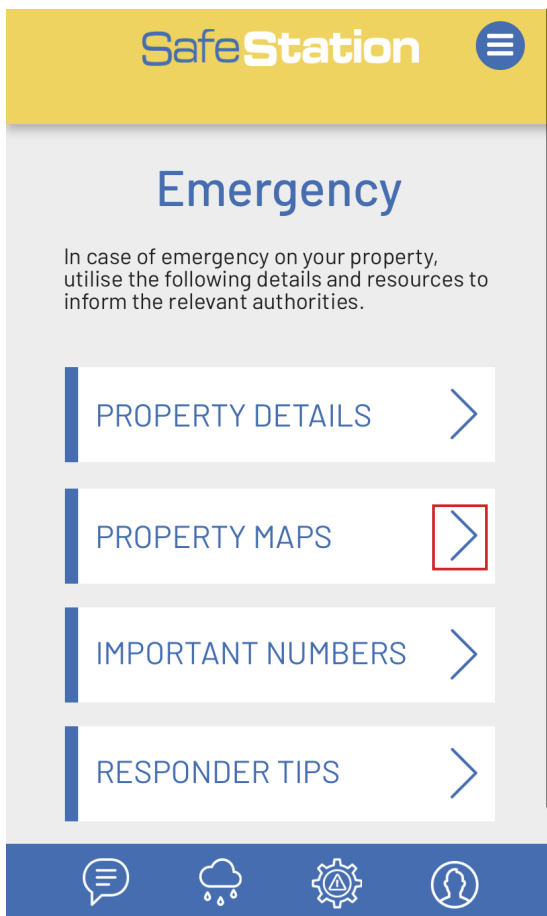 SafeStation
Emergency
In case of emergency on your property,
utilise the following details and resources to
inform the relevant authorities.
PROPERTY DETAILS
PROPERTY MAPS
IMPORTANT NUMBERS
RESPONDER TIPS